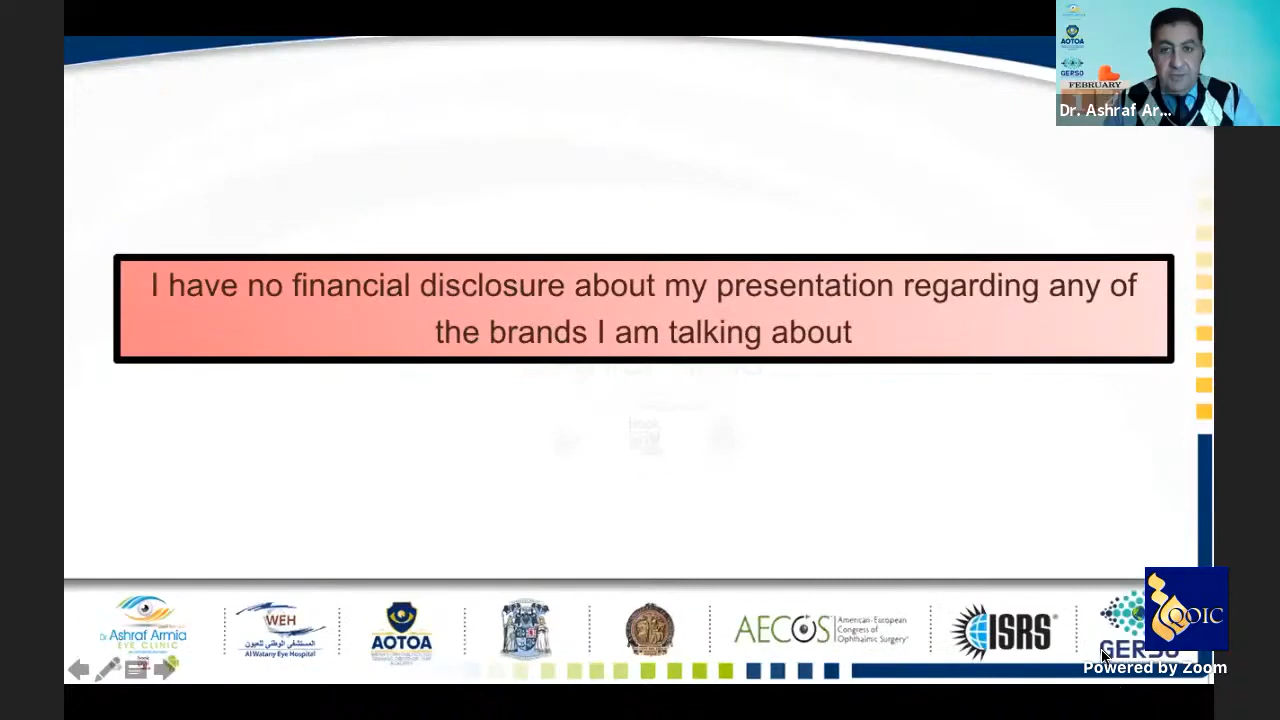 AOTOA
GERSO
FEBRUARY
Dr. Ashraf Ar...
I have no financial disclosure about my presentation regarding any of
the brands I am talking about
Dr Ashraf Armia
EYE CLINIC
WEH
المستشفى الوطني للعيون
Al Watany Eye Hospital
AOTOA
AECOS
American-European
Congress of
Ophthalmic Surgery
ISRS
GERSO
QOIC
Powered by Zoom